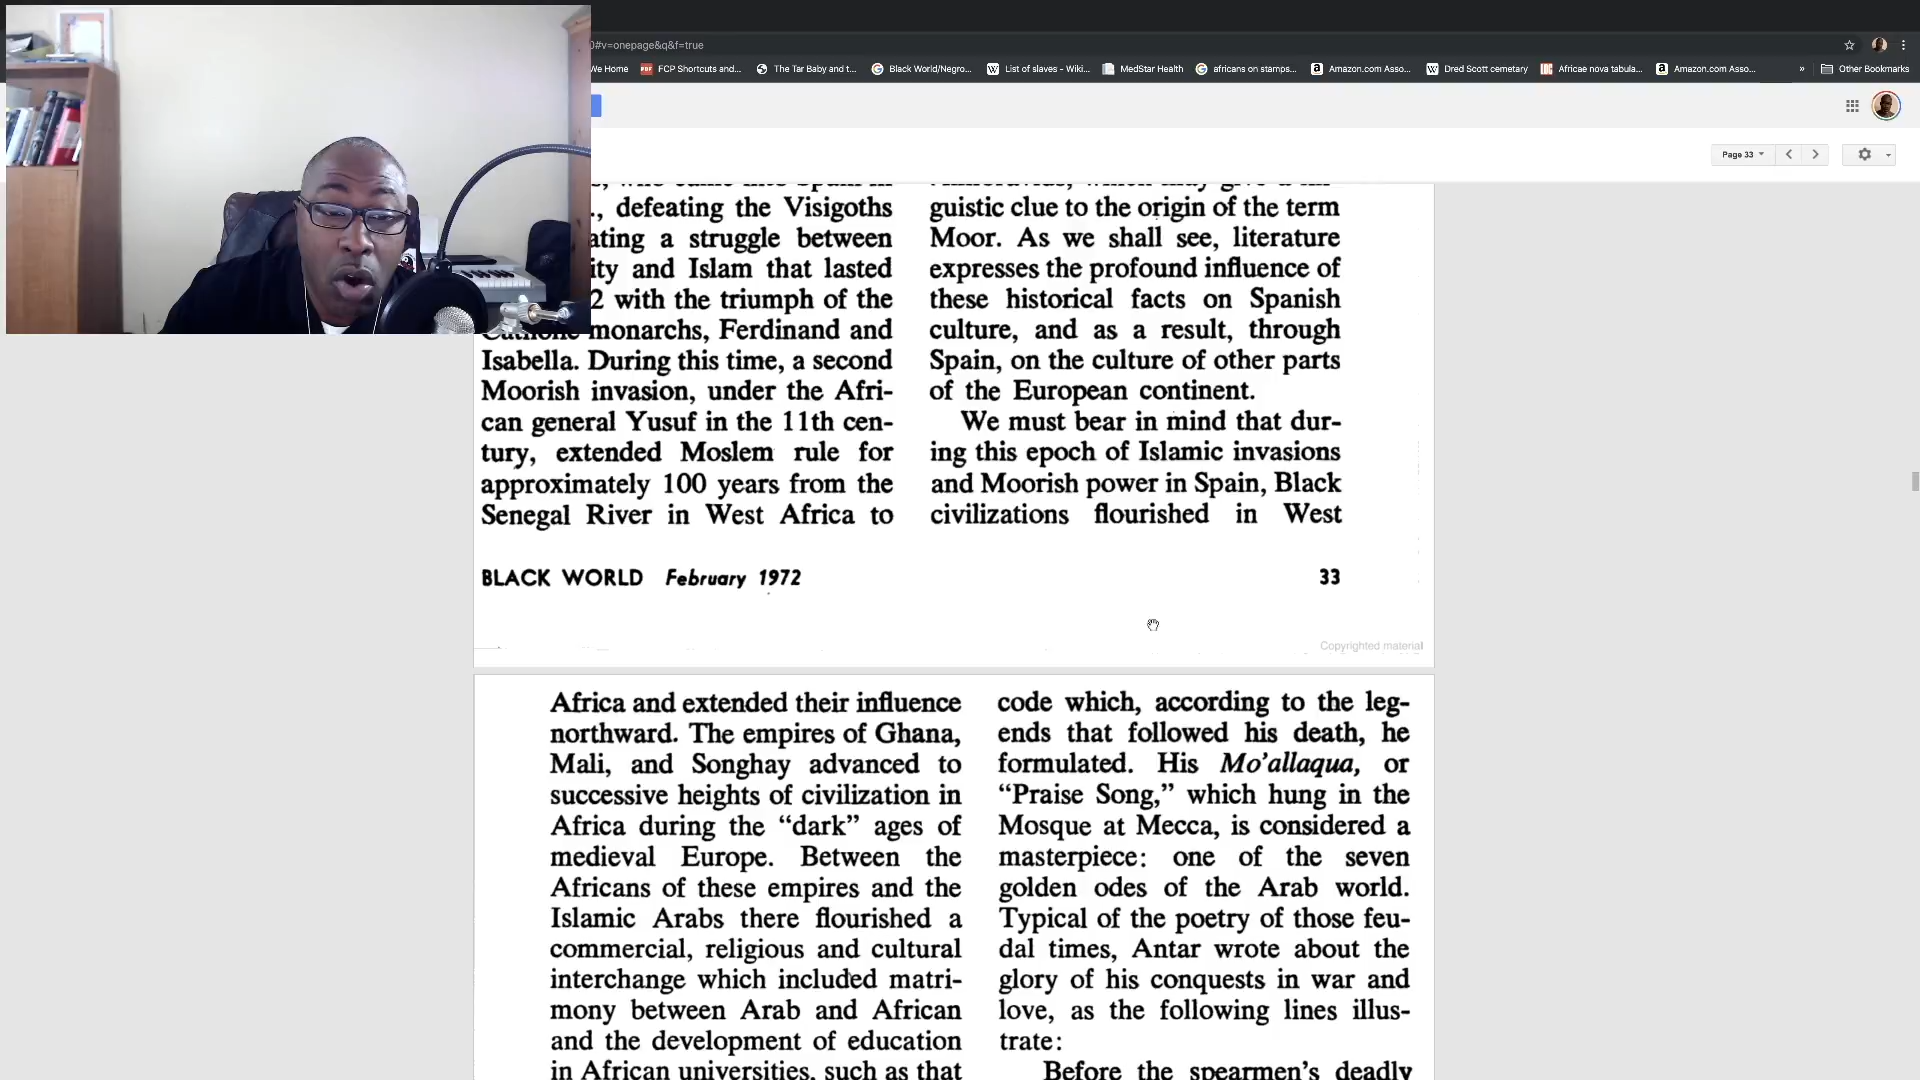 0#v=onepage&q&f=true
We Home FCP Shortcuts and... The Tar Baby and t... Black World/Negro... List of slaves - Wiki... MedStar Health africans on stamps... Amazon.com Asso... Dred Scott cemetary Africae nova tabula... Amazon.com Asso... » Other Bookmarks
Page 33
., defeating the Visigoths
ating a struggle between
ity and Islam that lasted
2 with the triumph of the
Catholic monarchs, Ferdinand and
Isabella. During this time, a second
Moorish invasion, under the Afri-
can general Yusuf in the 11th cen-
tury, extended Moslem rule for
approximately 100 years from the
Senegal River in West Africa to
guistic clue to the origin of the term
Moor. As we shall see, literature
expresses the profound influence of
these historical facts on Spanish
culture, and as a result, through
Spain, on the culture of other parts
of the European continent.
We must bear in mind that dur-
ing this epoch of Islamic invasions
and Moorish power in Spain, Black
civilizations flourished in West
BLACK WORLD February 1972
33
Copyrighted material
Africa and extended their influence
northward. The empires of Ghana,
Mali, and Songhay advanced to
successive heights of civilization in
Africa during the “dark” ages of
medieval Europe. Between the
Africans of these empires and the
Islamic Arabs there flourished a
commercial, religious and cultural
interchange which included matri-
mony between Arab and African
and the development of education
in African universities, such as that
code which, according to the leg-
ends that followed his death, he
formulated. His Mo’allaqua, or
“Praise Song,” which hung in the
Mosque at Mecca, is considered a
masterpiece: one of the seven
golden odes of the Arab world.
Typical of the poetry of those feu-
dal times, Antar wrote about the
glory of his conquests in war and
love, as the following lines illus-
trate:
Before the spearmen’s deadly